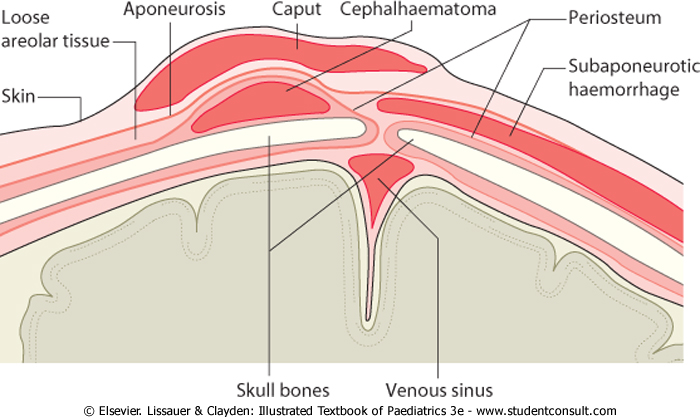 Loose
areolar tissue
Aponeurosis
Caput
Cephalhaematoma
Periosteum
Subaponeurotic
haemorrhage
Skin
Skull bones
Venous sinus
© Elsevier. Lissauer & Clayden: Illustrated Textbook of Paediatrics 3e - www.studentconsult.com